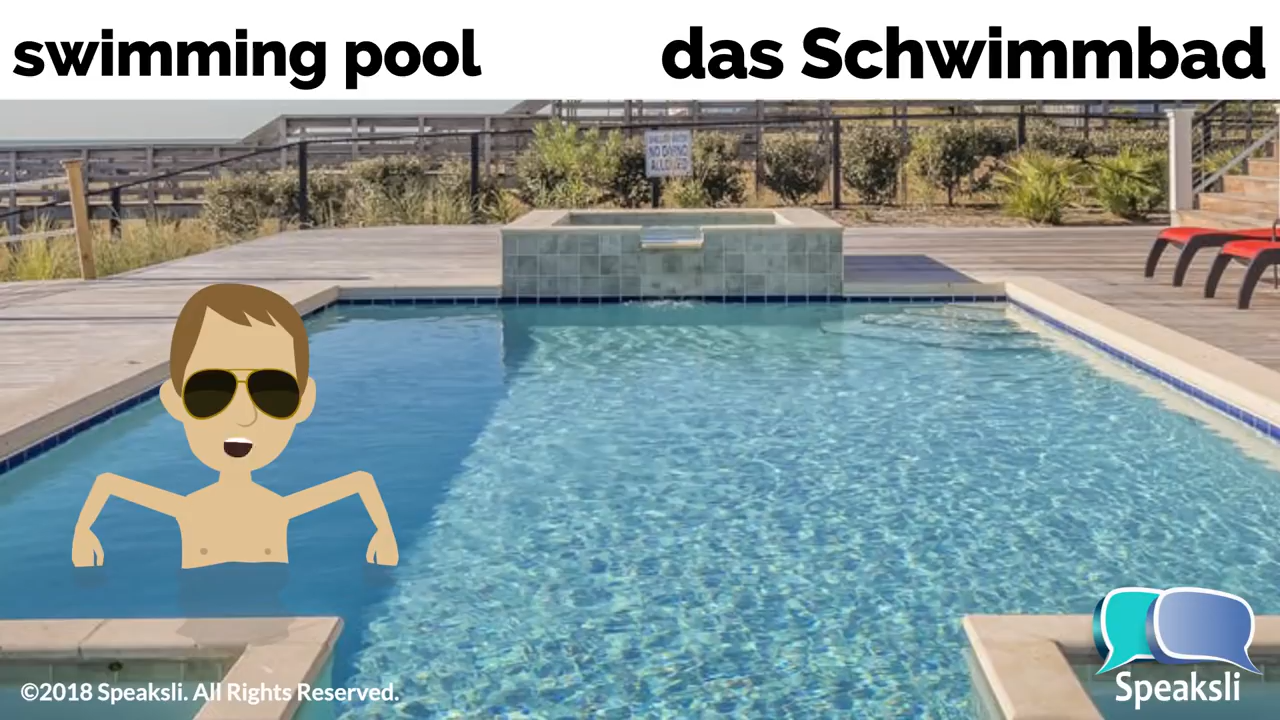 swimming pool
das Schwimmbad
NO DIVING
ALLOWED
©2018 Speaksli. All Rights Reserved.
Speaksli